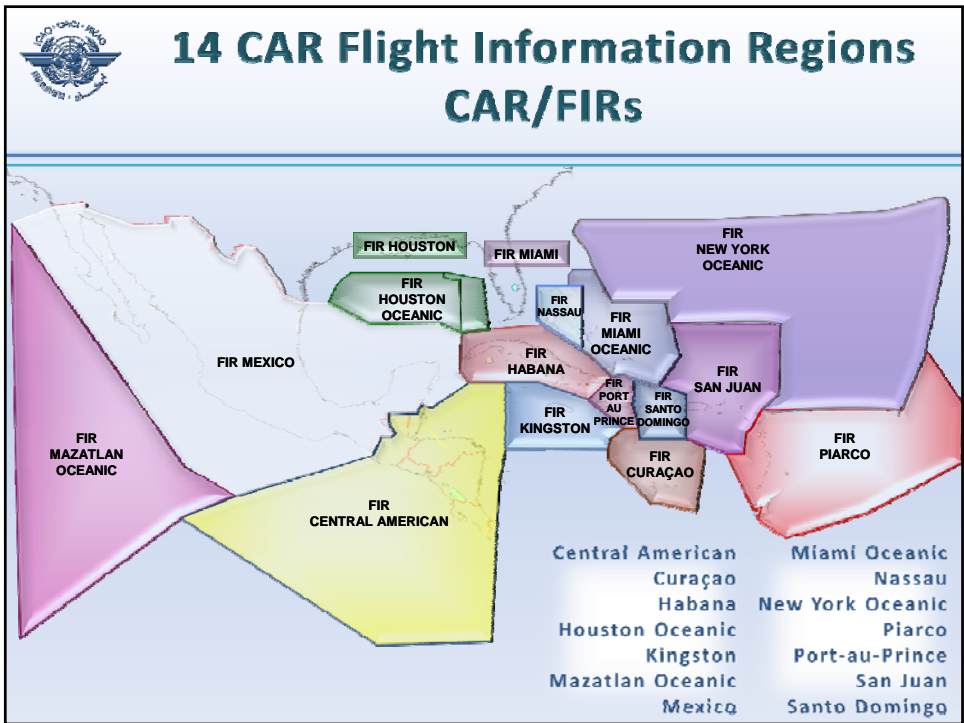 14 CAR Flight Information Regions
CAR/FIRs
FIR HOUSTON
FIR MIAMI
FIR
NEW YORK
OCEANIC
FIR
HOUSTON
OCEANIC
FIR
NASSAU
FIR
MIAMI
OCEANIC
FIR MEXICO
FIR
HABANA
FIR
SAN JUAN
FIR
PORT
AU
PRINCE
FIR
SANTO
DOMINGO
FIR
KINGSTON
FIR
MAZATLAN
OCEANIC
FIR
PIARCO
FIR
CURAÇAO
FIR
CENTRAL AMERICAN
Central American
Curaçao
Habana
Houston Oceanic
Kingston
Mazatlan Oceanic
Mexico
Miami Oceanic
Nassau
New York Oceanic
Piarco
Port-au-Prince
San Juan
Santo Domingo